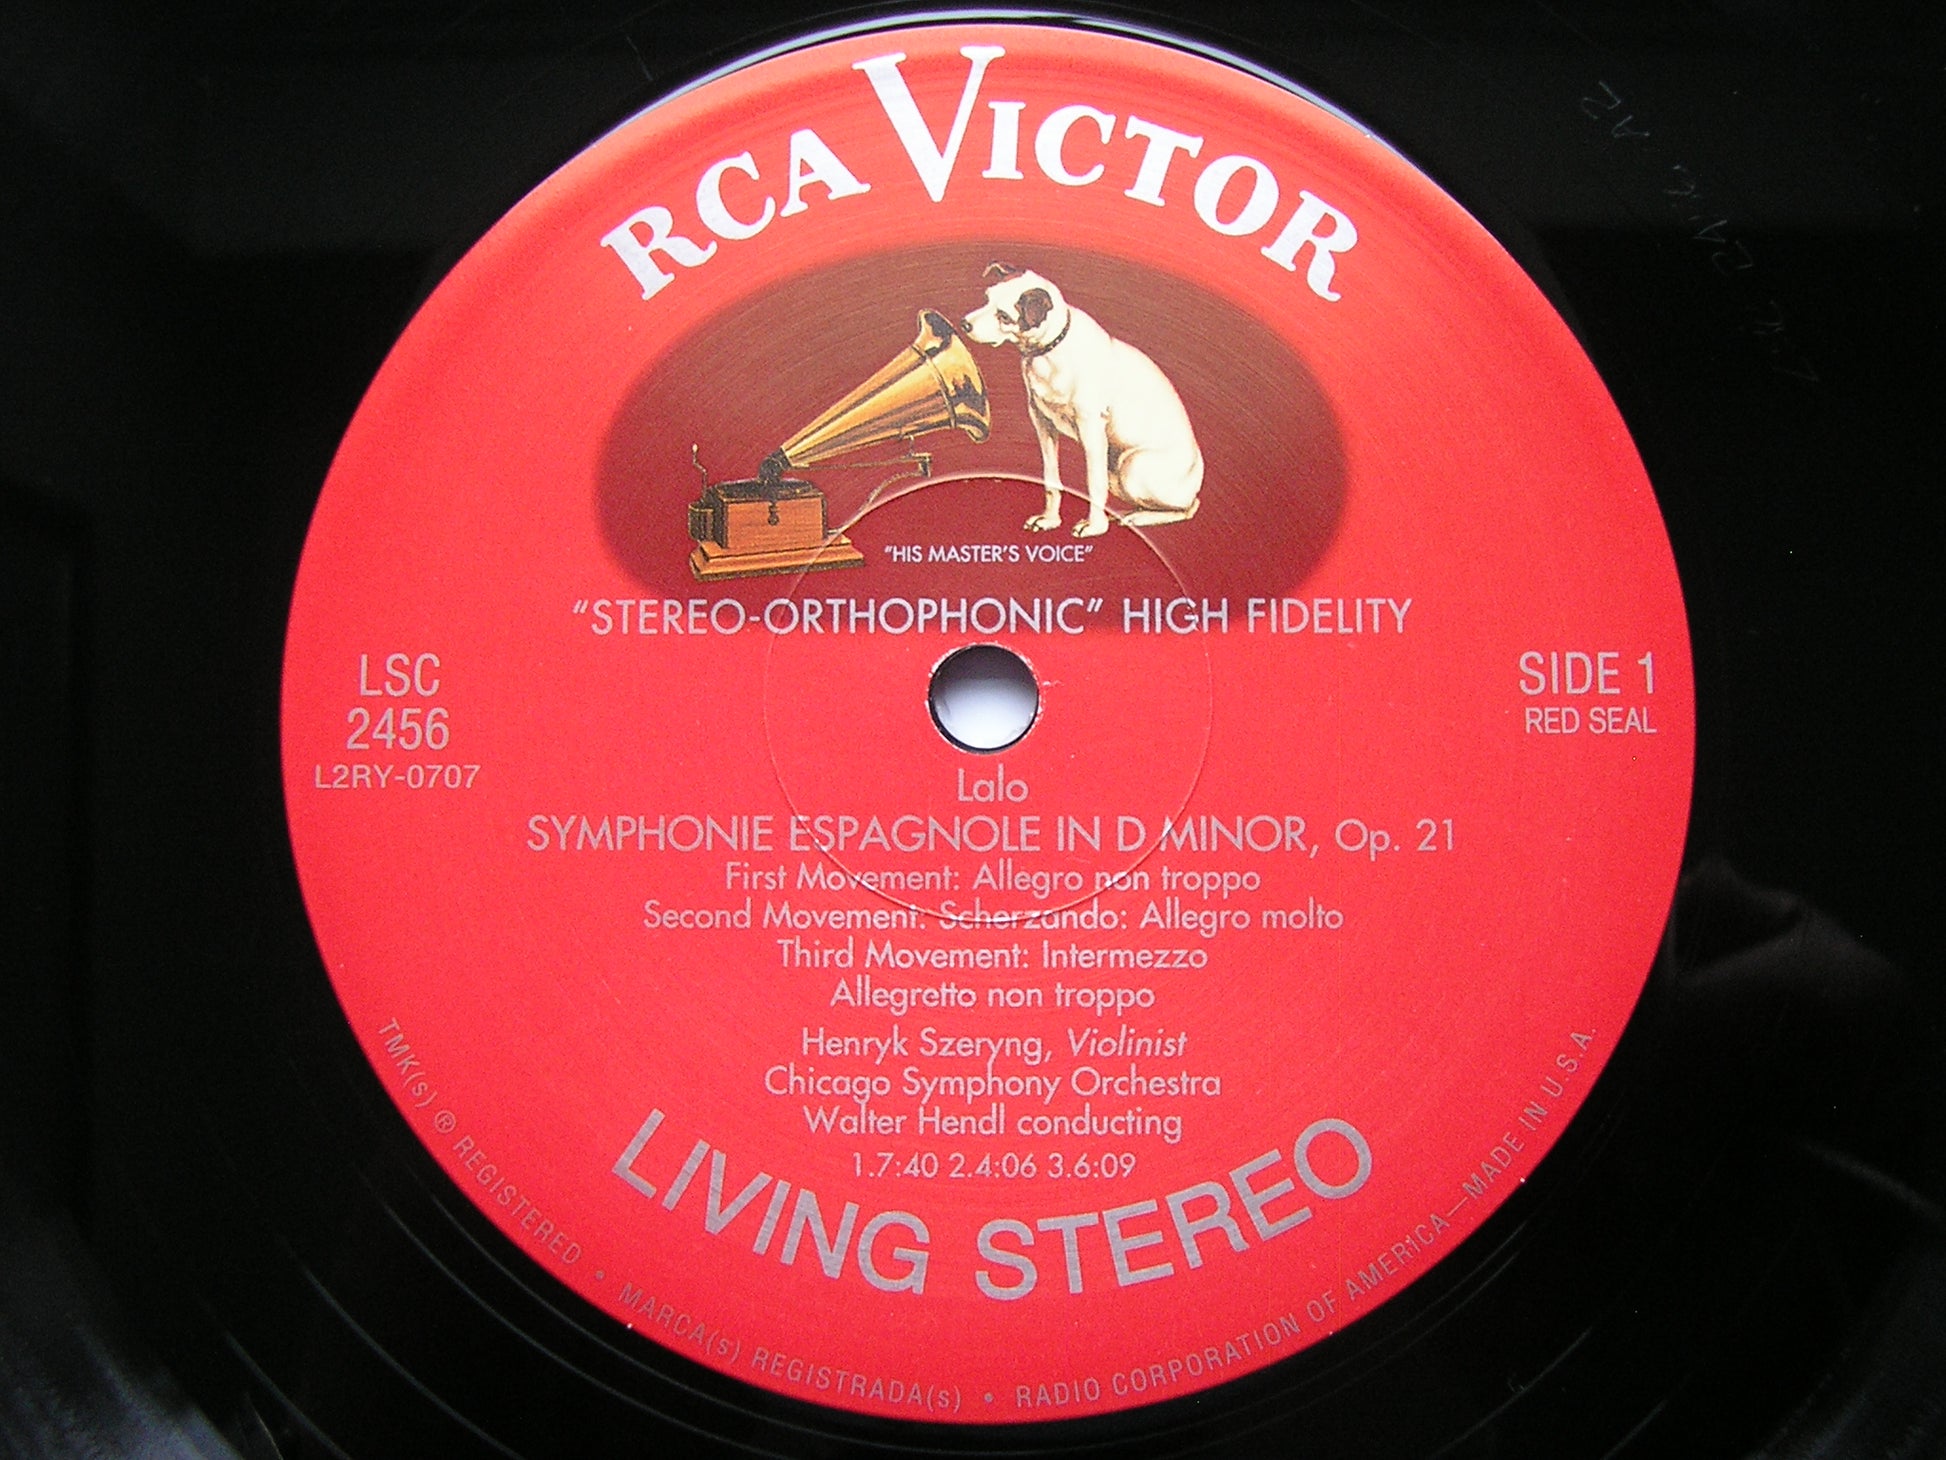 RCA VICTOR
"HIS MASTER'S VOICE"
"STEREO-ORTHOPHONIC" HIGH FIDELITY
LSC
2456
L2RY-0707
SIDE 1
RED SEAL
Lalo
SYMPHONIE ESPAGNOLE IN D MINOR, Op. 21
First Movement: Allegro non troppo
Second Movement: Scherzando: Allegro molto
Third Movement: Intermezzo
Allegretto non troppo
Henryk Szeryng, Violinist
Chicago Symphony Orchestra
Walter Hendl conducting
1.7:40 2.4:06 3.6:09
LIVING STEREO
TMK(s) ® REGISTERED • MARCA(s) REGISTRADA(s) • RADIO CORPORATION OF AMERICA—MADE IN U.S.A.